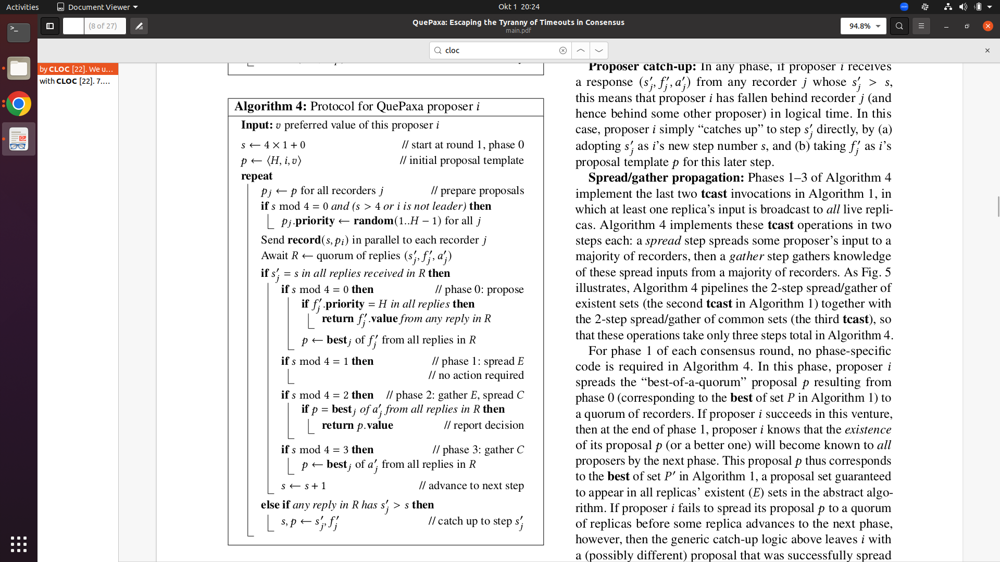 Activities
Document Viewer
Okt 1 20:24
(8 of 27)
QuePaxa: Escaping the Tyranny of Timeouts in Consensus
main.pdf
94.8%
cloc
by CLOC [22]. We u...
with CLOC [22]. 7....
Algorithm 4: Protocol for QuePaxa proposer i
Input: v preferred value of this proposer i
s ← 4 × 1 + 0 // start at round 1, phase 0
p ← ⟨H, i, v⟩ // initial proposal template
repeat
p_j ← p for all recorders j // prepare proposals
if s mod 4 = 0 and (s > 4 or i is not leader) then
p_j.priority ← random(1..H − 1) for all j
Send record(s, p_i) in parallel to each recorder j
Await R ← quorum of replies (s′_j, f′_j, a′_j)
if s′_j = s in all replies received in R then
if s mod 4 = 0 then // phase 0: propose
if f′_j.priority = H in all replies then
return f′_j.value from any reply in R
p ← best_j of f′_j from all replies in R
if s mod 4 = 1 then // phase 1: spread E
// no action required
if s mod 4 = 2 then // phase 2: gather E, spread C
if p = best_j of a′_j from all replies in R then
return p.value // report decision
if s mod 4 = 3 then // phase 3: gather C
p ← best_j of a′_j from all replies in R
s ← s + 1 // advance to next step
else if any reply in R has s′_j > s then
s, p ← s′_j, f′_j // catch up to step s′_j
Proposer catch-up: In any phase, if proposer i receives
a response (s′_j, f′_j, a′_j) from any recorder j whose s′_j > s,
this means that proposer i has fallen behind recorder j (and
hence behind some other proposer) in logical time. In this
case, proposer i simply “catches up” to step s′_j directly, by (a)
adopting s′_j as i’s new step number s, and (b) taking f′_j as i’s
proposal template p for this later step.
Spread/gather propagation: Phases 1–3 of Algorithm 4
implement the last two tcast invocations in Algorithm 1, in
which at least one replica’s input is broadcast to all live repli-
cas. Algorithm 4 implements these tcast operations in two
steps each: a spread step spreads some proposer’s input to a
majority of recorders, then a gather step gathers knowledge
of these spread inputs from a majority of recorders. As Fig. 5
illustrates, Algorithm 4 pipelines the 2-step spread/gather of
existent sets (the second tcast in Algorithm 1) together with
the 2-step spread/gather of common sets (the third tcast), so
that these operations take only three steps total in Algorithm 4.
For phase 1 of each consensus round, no phase-specific
code is required in Algorithm 4. In this phase, proposer i
spreads the “best-of-a-quorum” proposal p resulting from
phase 0 (corresponding to the best of set P in Algorithm 1) to
a quorum of recorders. If proposer i succeeds in this venture,
then at the end of phase 1, proposer i knows that the existence
of its proposal p (or a better one) will become known to all
proposers by the next phase. This proposal p thus corresponds
to the best of set P′ in Algorithm 1, a proposal set guaranteed
to appear in all replicas’ existent (E) sets in the abstract algo-
rithm. If proposer i fails to spread its proposal p to a quorum
of replicas before some replica advances to the next phase,
however, then the generic catch-up logic above leaves i with
a (possibly different) proposal that was successfully spread